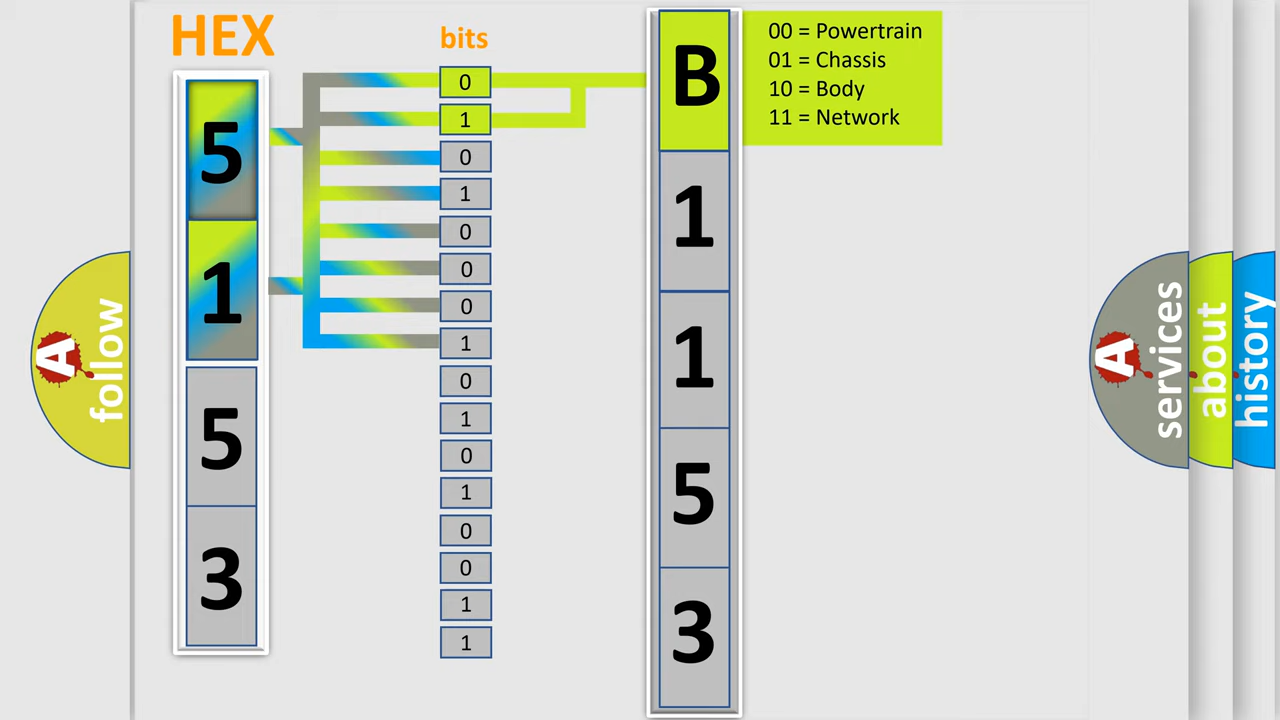 HEX
bits
5
1
5
3
0
1
0
1
0
0
0
1
0
1
0
1
0
0
1
1
B
1
1
5
3
00 = Powertrain
01 = Chassis
10 = Body
11 = Network
A
follow
A
services
about
history